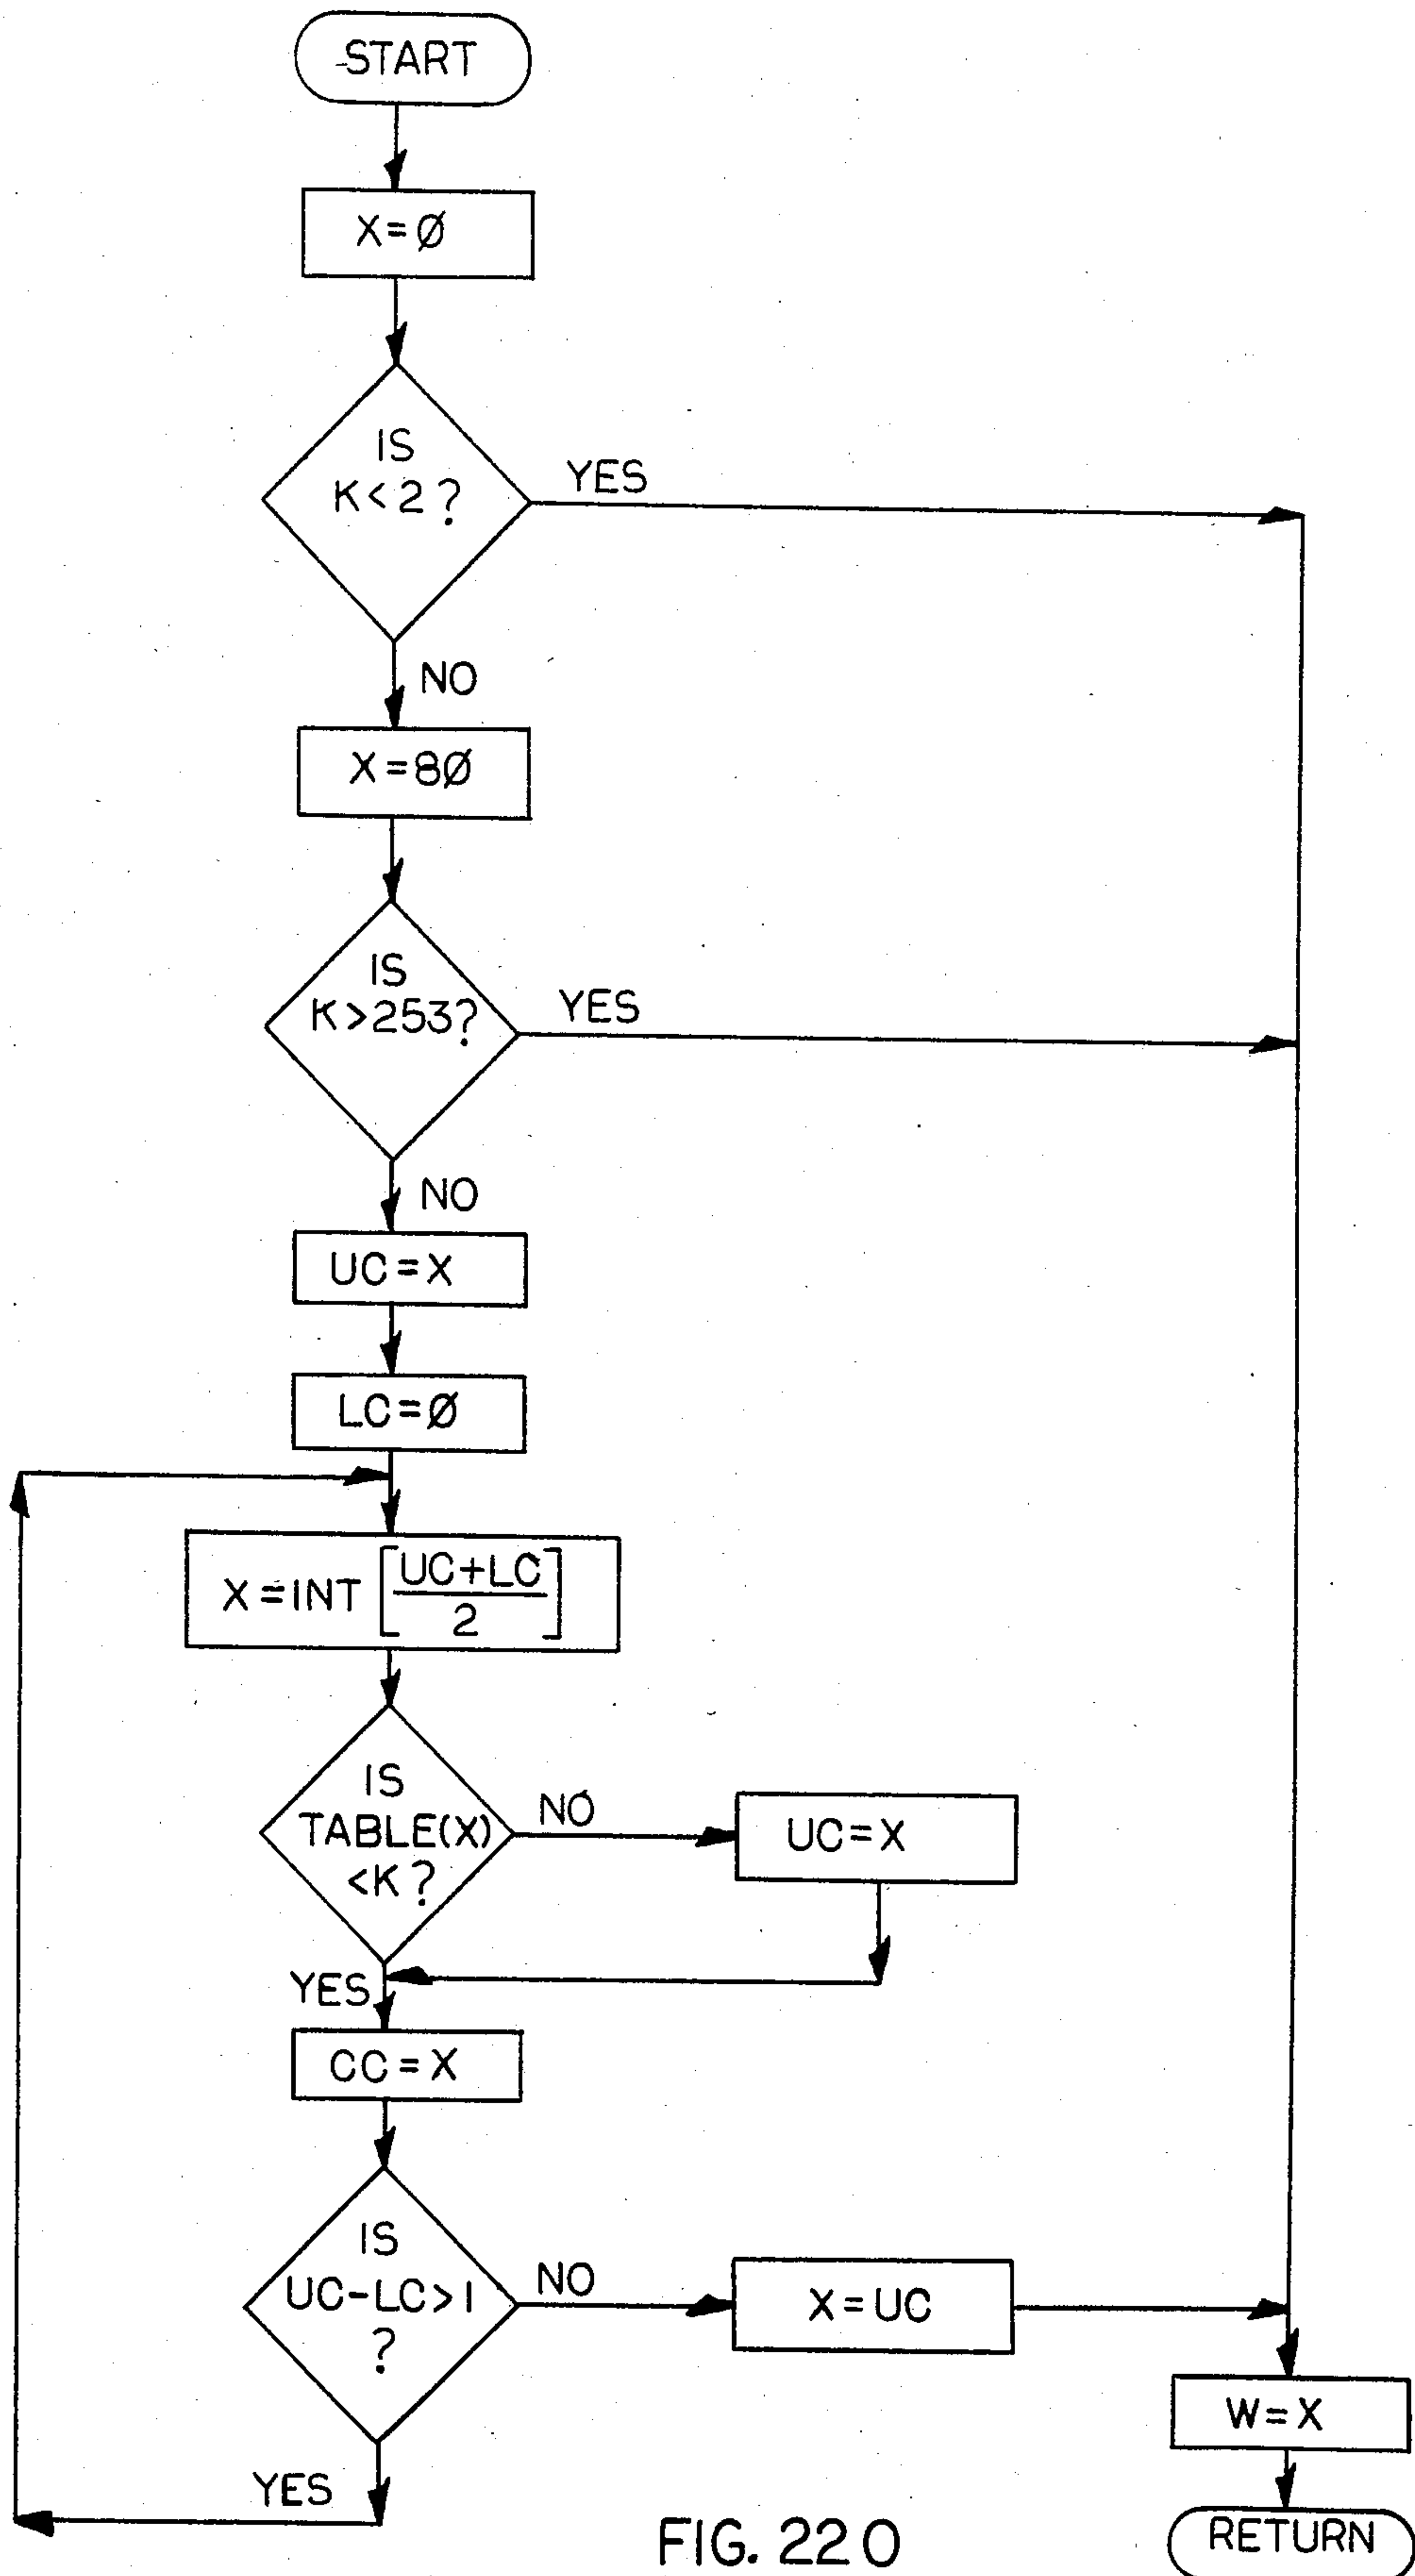 START
X=Ø
IS
K<2?
YES
NO
X=8Ø
IS
K>253?
YES
NO
UC=X
LC=Ø
X=INT [UC+LC
2]
IS
TABLE(X)
<K?
NO
UC=X
YES
CC=X
IS
UC-LC>1
?
NO
X=UC
W=X
YES
RETURN
FIG. 220